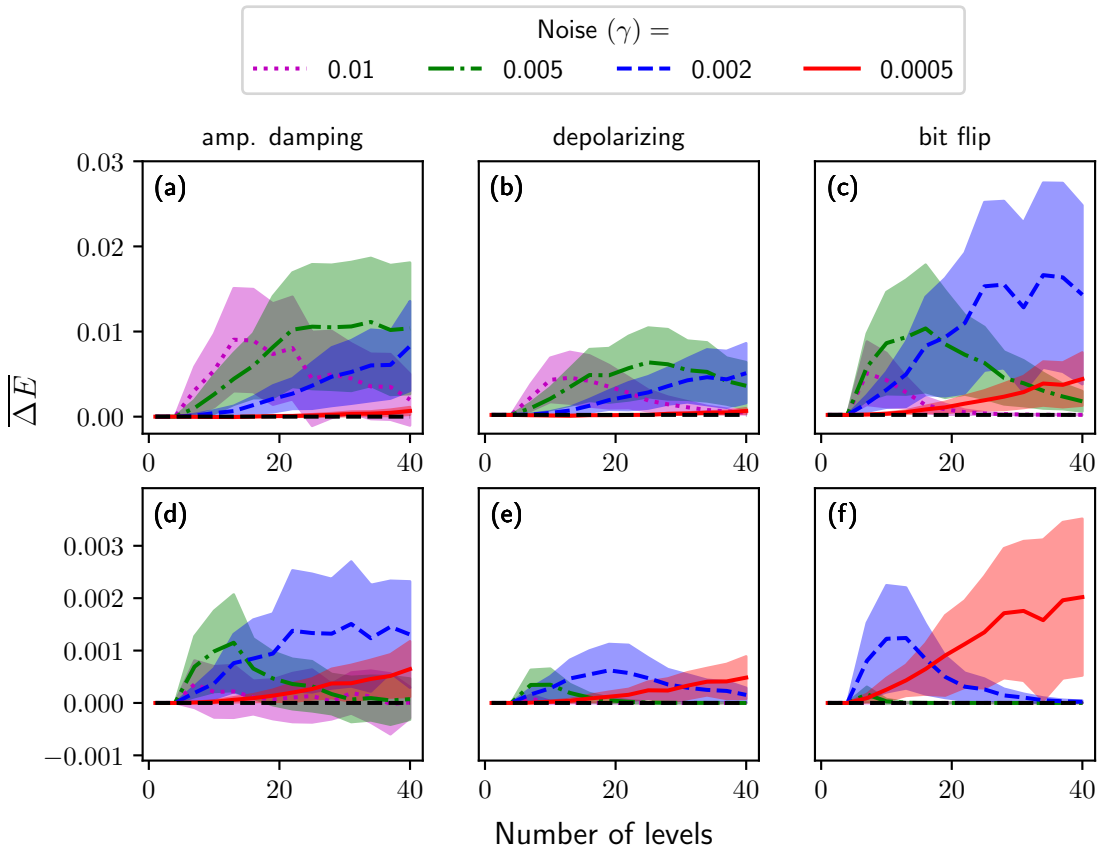 Noise (γ) =
0.01 0.005 0.002 0.0005
amp. damping depolarizing bit flip
(a) (b) (c)
0.03
0.02
0.01
0.00
0 20 40 0 20 40 0 20 40
(d) (e) (f)
0.003
0.002
0.001
0.000
−0.001
0 20 40 0 20 40 0 20 40
Number of levels
$\overline{\Delta E}$